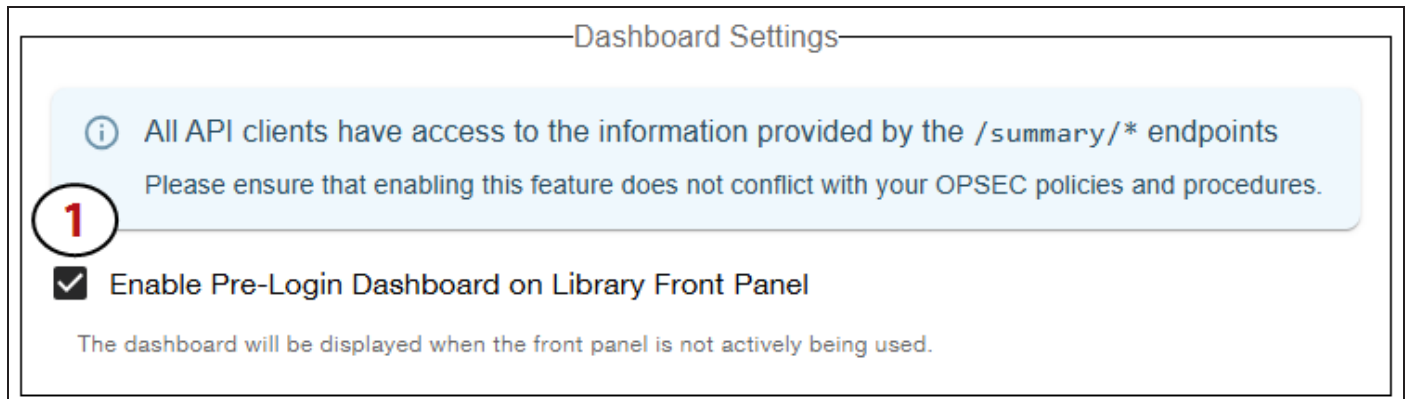 Dashboard Settings
All API clients have access to the information provided by the /summary/* endpoints
Please ensure that enabling this feature does not conflict with your OPSEC policies and procedures.
1
Enable Pre-Login Dashboard on Library Front Panel
The dashboard will be displayed when the front panel is not actively being used.